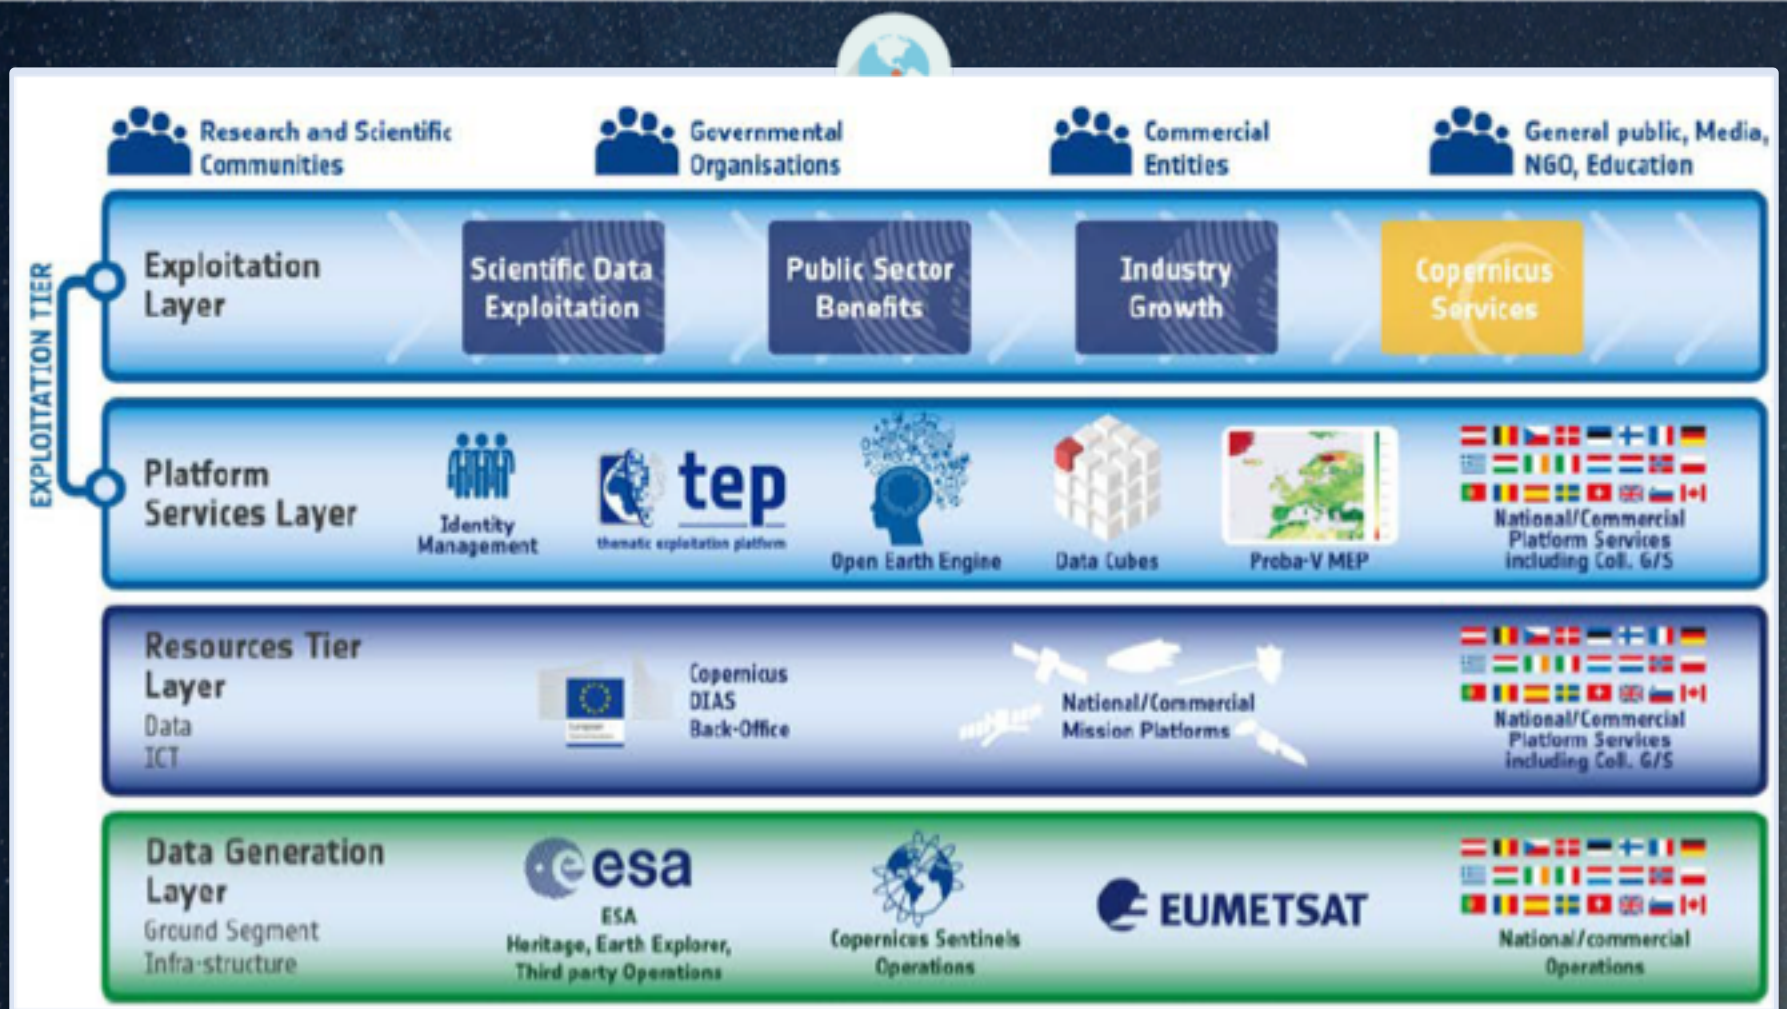 Research and Scientific
Communities
Governmental
Organisations
Commercial
Entities
General public, Media,
NGO, Education
EXPLOITATION TIER
Exploitation
Layer
Scientific Data
Exploitation
Public Sector
Benefits
Industry
Growth
Copernicus
Services
Platform
Services Layer
Identity
Management
tep
thematic exploitation platform
Open Earth Engine
Data Cubes
Proba-V MEP
National/Commercial
Platform Services
including Coll. G/S
Resources Tier
Layer
Data
ICT
Copernicus
DIAS
Back-Office
National/Commercial
Mission Platforms
National/Commercial
Platform Services
including Coll. G/S
Data Generation
Layer
Ground Segment
Infra-structure
esa
ESA
Heritage, Earth Explorer,
Third party Operations
Copernicus Sentinels
Operations
EUMETSAT
National/commercial
Operations